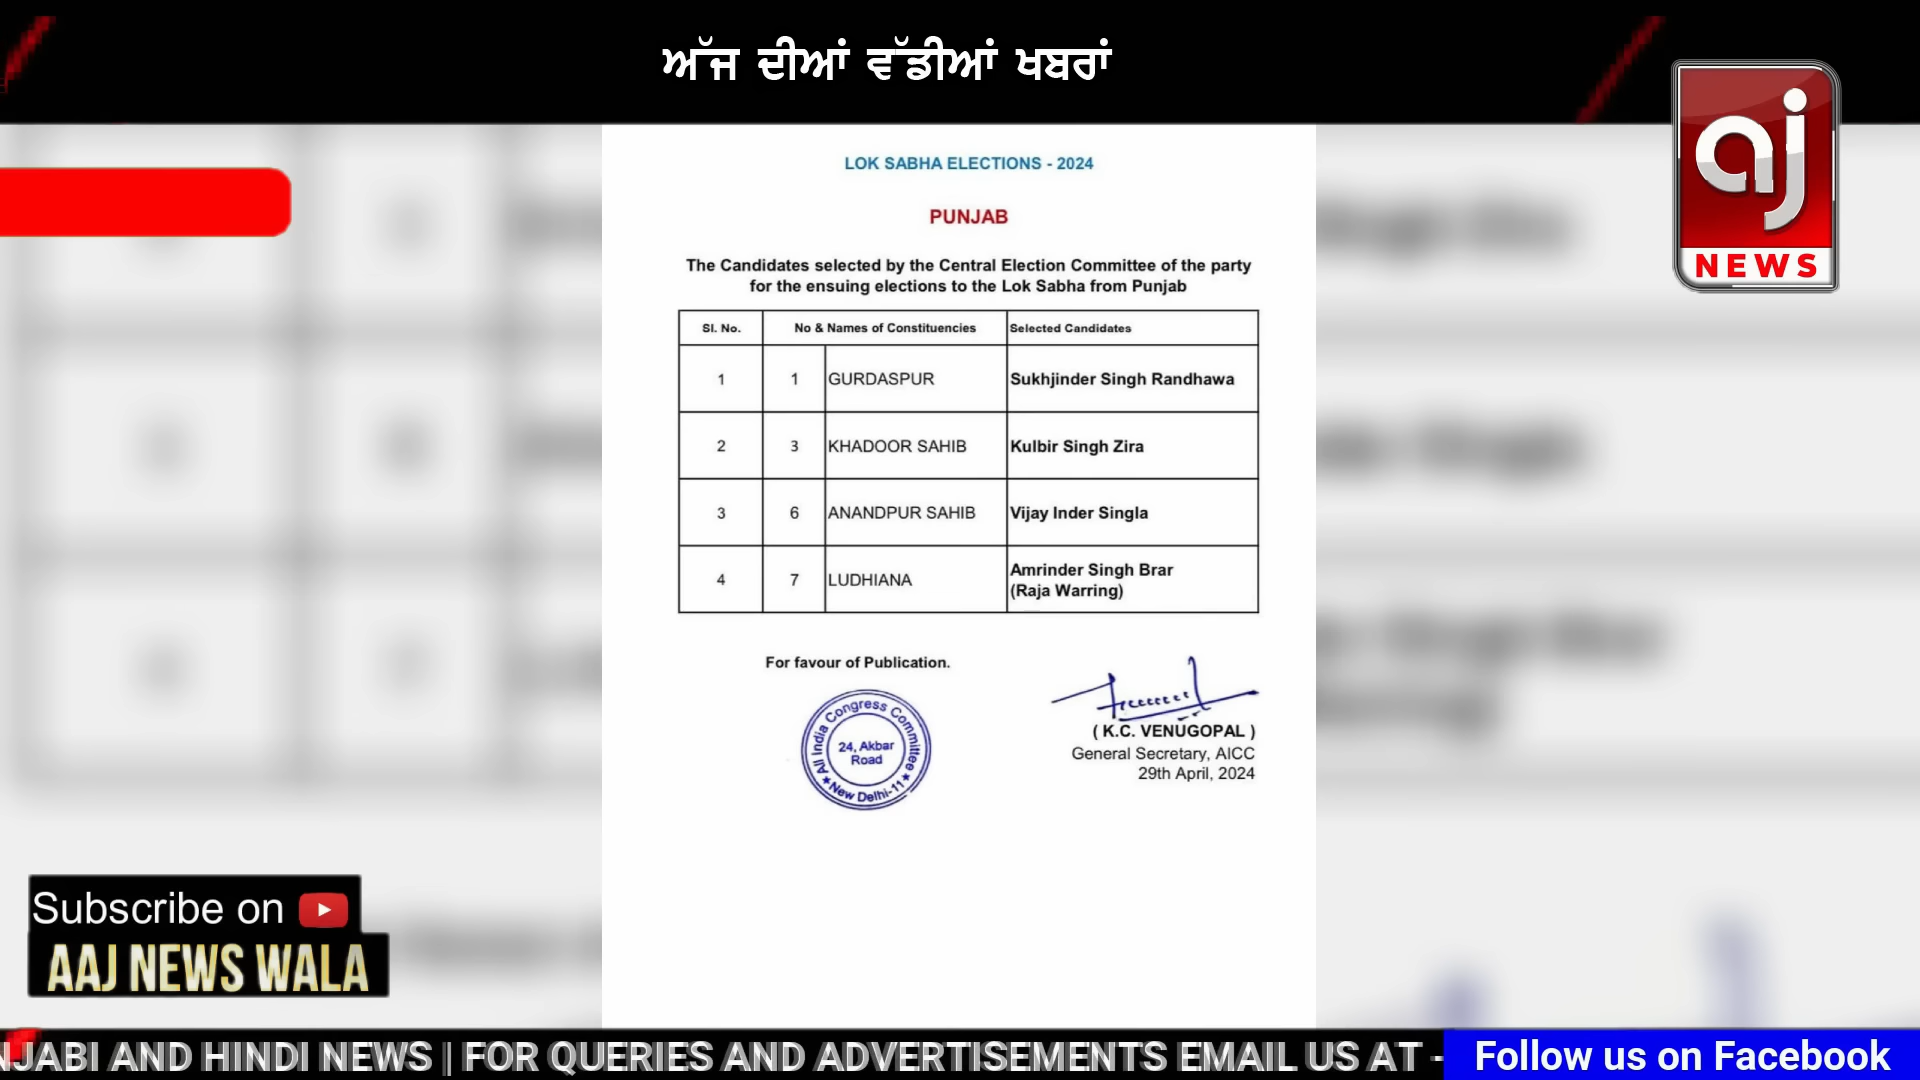 ਅੱਜ ਦੀਆਂ ਵੱਡੀਆਂ ਖਬਰਾਂ
aj
NEWS
LOK SABHA ELECTIONS - 2024
PUNJAB
The Candidates selected by the Central Election Committee of the party
for the ensuing elections to the Lok Sabha from Punjab
Sl. No. No & Names of Constituencies Selected Candidates
1 1 GURDASPUR Sukhjinder Singh Randhawa
2 3 KHADOOR SAHIB Kulbir Singh Zira
3 6 ANANDPUR SAHIB Vijay Inder Singla
4 7 LUDHIANA Amrinder Singh Brar
(Raja Warring)
For favour of Publication.
All India Congress Committee
24, Akbar
Road
New Delhi-11
( K.C. VENUGOPAL )
General Secretary, AICC
29th April, 2024
Subscribe on
AAJ NEWS WALA
NJABI AND HINDI NEWS | FOR QUERIES AND ADVERTISEMENTS EMAIL US AT -
Follow us on Facebook